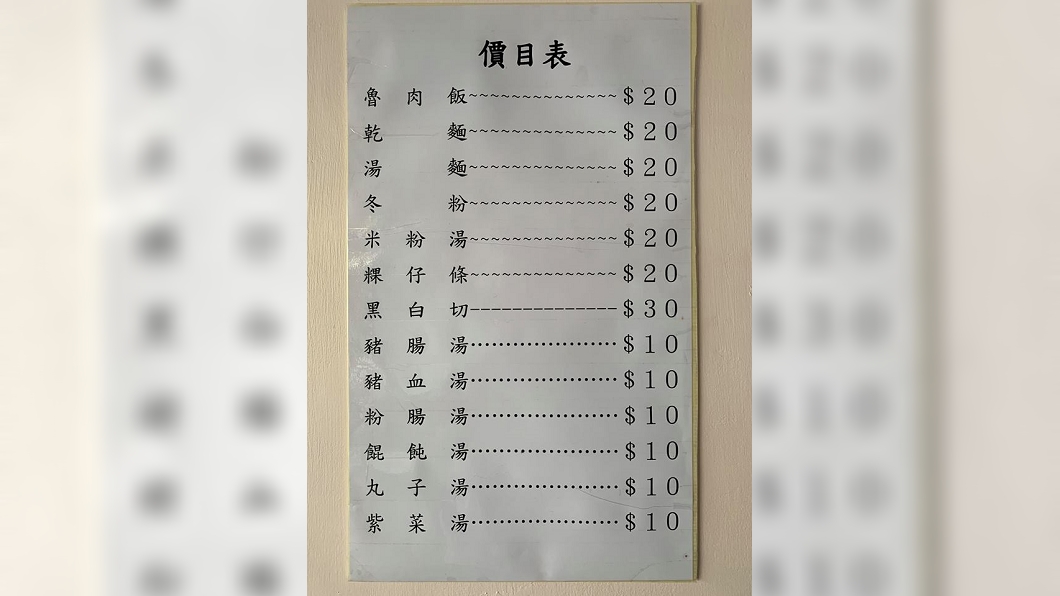 價目表
魯肉飯~~~~~~~~~~~~~~$20
乾麵~~~~~~~~~~~~~~$20
湯麵~~~~~~~~~~~~~~$20
冬粉~~~~~~~~~~~~~~$20
米粉湯~~~~~~~~~~~~~~$20
粿仔條~~~~~~~~~~~~~~$20
黑白切--------------$30
豬腸湯·····················$10
豬血湯·····················$10
粉腸湯·····················$10
餛飩湯·····················$10
丸子湯·····················$10
紫菜湯·····················$10